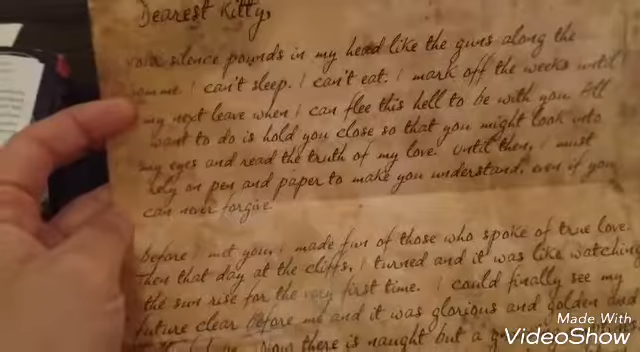 Dearest Kitty,
silence pounds in my head like the guns along the
I can't sleep. I can't eat. I mark off the weeks until
my next leave when I can flee this hell to be with you. All
want to do is hold you close so that you might look into
my eyes and read the truth of my love. Until then, I must
rely on pen and paper to make you understand, even if you
can never forgive
Before I met you, I made fun of those who spoke of true love.
Then that day at the cliffs, I turned and it was like watching
the sun rise for the very first time. I could finally see my
future clear before me and it was glorious and golden and
Now there is naught but a
Made With
VideoShow